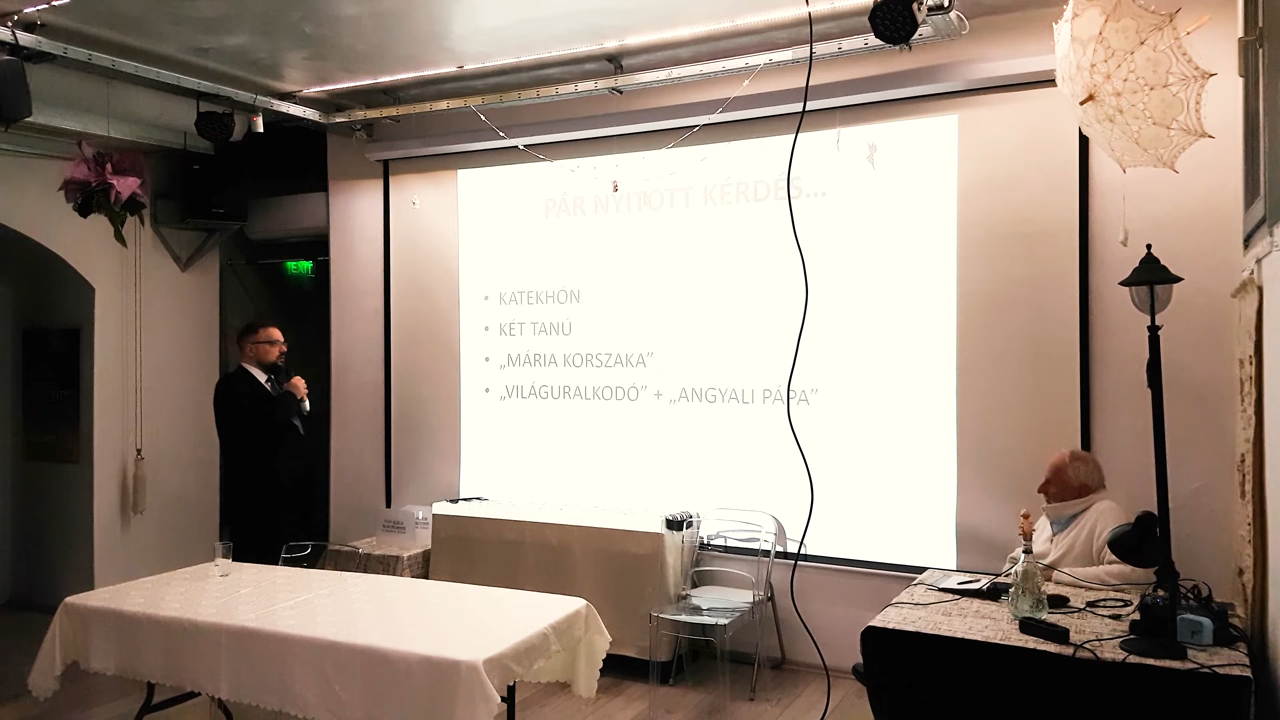 EXIT
PÁR NYITOTT KÉRDÉS...
• KATEKHÓN
• KÉT TANÚ
• „MÁRIA KORSZAKA”
• „VILÁGURALKODÓ” + „ANGYALI PÁPA”